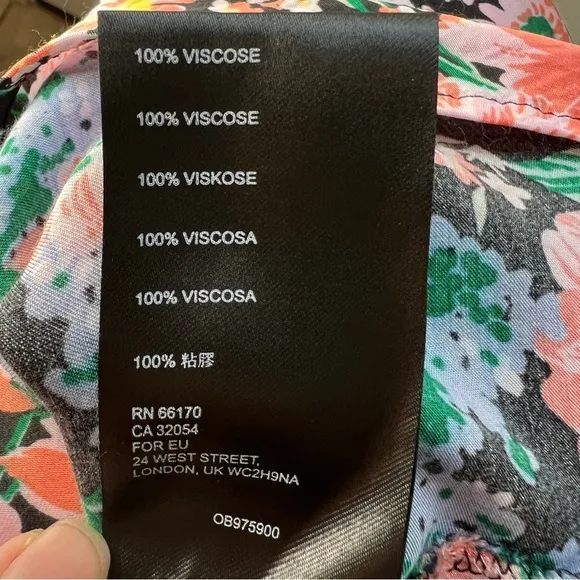 100% VISCOSE
100% VISCOSE
100% VISKOSE
100% VISCOSA
100% VISCOSA
100% 粘膠
RN 66170
CA 32054
FOR EU
24 WEST STREET,
LONDON, UK WC2H9NA
OB975900